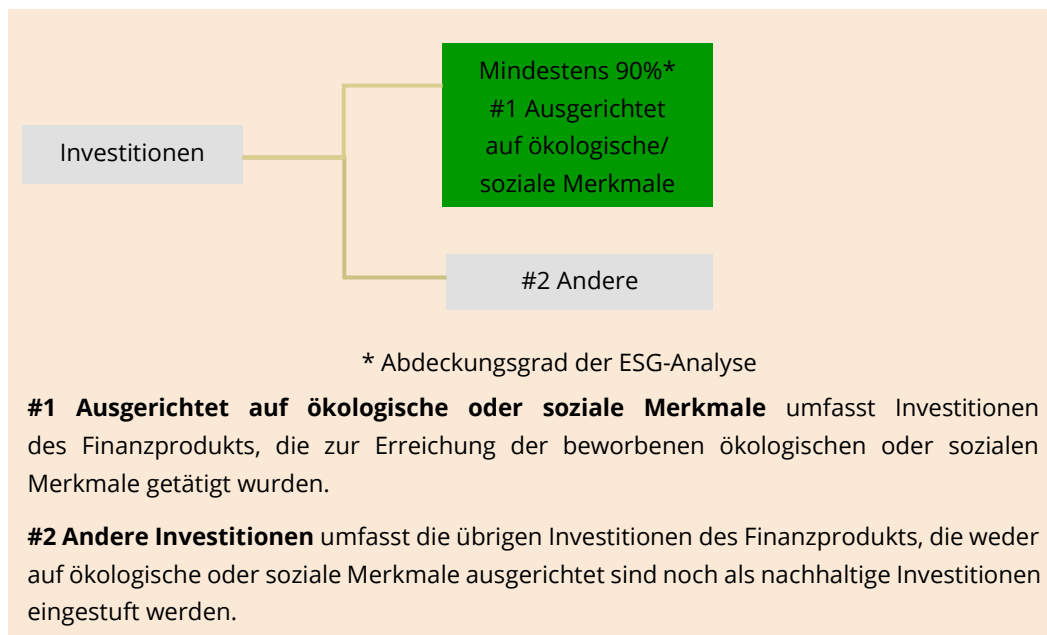 Mindestens 90%*
#1 Ausgerichtet
auf ökologische/
soziale Merkmale
Investitionen
#2 Andere
* Abdeckungsgrad der ESG-Analyse
#1 Ausgerichtet auf ökologische oder soziale Merkmale umfasst Investitionen
des Finanzprodukts, die zur Erreichung der beworbenen ökologischen oder sozialen
Merkmale getätigt wurden.
#2 Andere Investitionen umfasst die übrigen Investitionen des Finanzprodukts, die weder
auf ökologische oder soziale Merkmale ausgerichtet sind noch als nachhaltige Investitionen
eingestuft werden.